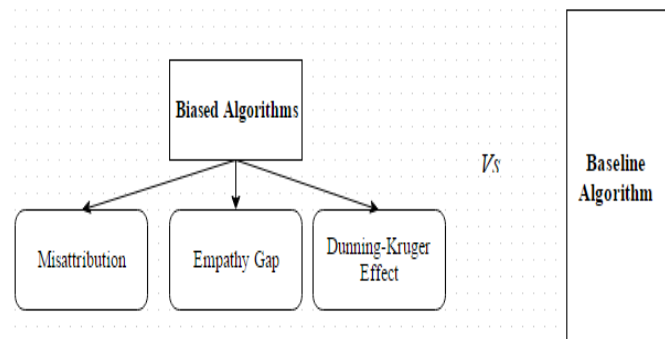 Biased Algorithms
Vs
Baseline
Algorithm
Misattribution
Empathy Gap
Dunning-Kruger
Effect